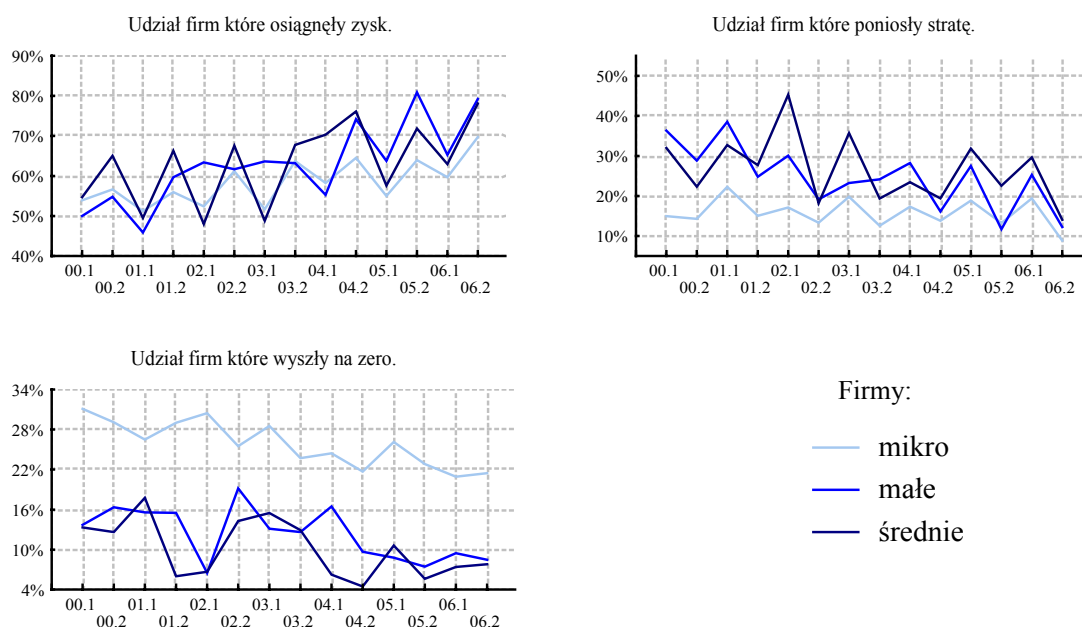 Udział firm które osiągnęły zysk.
90%
80%
70%
60%
50%
40%
00.1 01.1 02.1 03.1 04.1 05.1 06.1
00.2 01.2 02.2 03.2 04.2 05.2 06.2
Udział firm które poniosły stratę.
50%
40%
30%
20%
10%
00.1 01.1 02.1 03.1 04.1 05.1 06.1
00.2 01.2 02.2 03.2 04.2 05.2 06.2
Udział firm które wyszły na zero.
34%
28%
22%
16%
10%
4%
00.1 01.1 02.1 03.1 04.1 05.1 06.1
00.2 01.2 02.2 03.2 04.2 05.2 06.2
Firmy:
mikro
małe
średnie